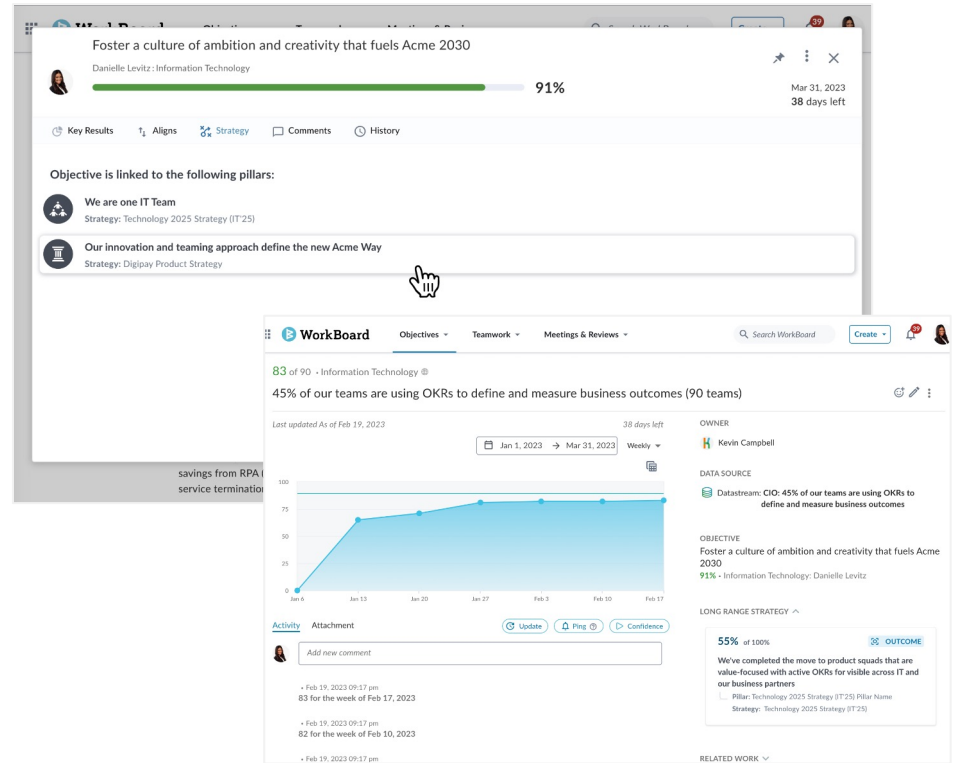 Foster a culture of ambition and creativity that fuels Acme 2030
Danielle Levitz : Information Technology
91%
Mar 31, 2023
38 days left
Key Results
Aligns
Strategy
Comments
History
Objective is linked to the following pillars:
We are one IT Team
Strategy: Technology 2025 Strategy (IT'25)
Our innovation and teaming approach define the new Acme Way
Strategy: Digipay Product Strategy
savings from RPA
service
39
WorkBoard
Objectives
Teamwork
Meetings & Reviews
Search WorkBoard
Create
39
83 of 90 • Information Technology
45% of our teams are using OKRs to define and measure business outcomes (90 teams)
Last updated As of Feb 19, 2023
38 days left
Jan 1, 2023 → Mar 31, 2023
Weekly
100
75
50
25
0
Jan 6
Jan 13
Jan 20
Jan 27
Feb 3
Feb 10
Feb 17
Activity
Attachment
Update
Ping
Confidence
Add new comment
• Feb 19, 2023 09:17 pm
83 for the week of Feb 17, 2023
• Feb 19, 2023 09:17 pm
82 for the week of Feb 10, 2023
• Feb 19, 2023 09:17 pm
OWNER
Kevin Campbell
DATA SOURCE
Datastream: CIO: 45% of our teams are using OKRs to
define and measure business outcomes
OBJECTIVE
Foster a culture of ambition and creativity that fuels Acme
2030
91% • Information Technology: Danielle Levitz
LONG RANGE STRATEGY
55% of 100%
OUTCOME
We've completed the move to product squads that are
value-focused with active OKRs for visible across IT and
our business partners
Pillar: Technology 2025 Strategy (IT'25) Pillar Name
Strategy: Technology 2025 Strategy (IT'25)
RELATED WORK